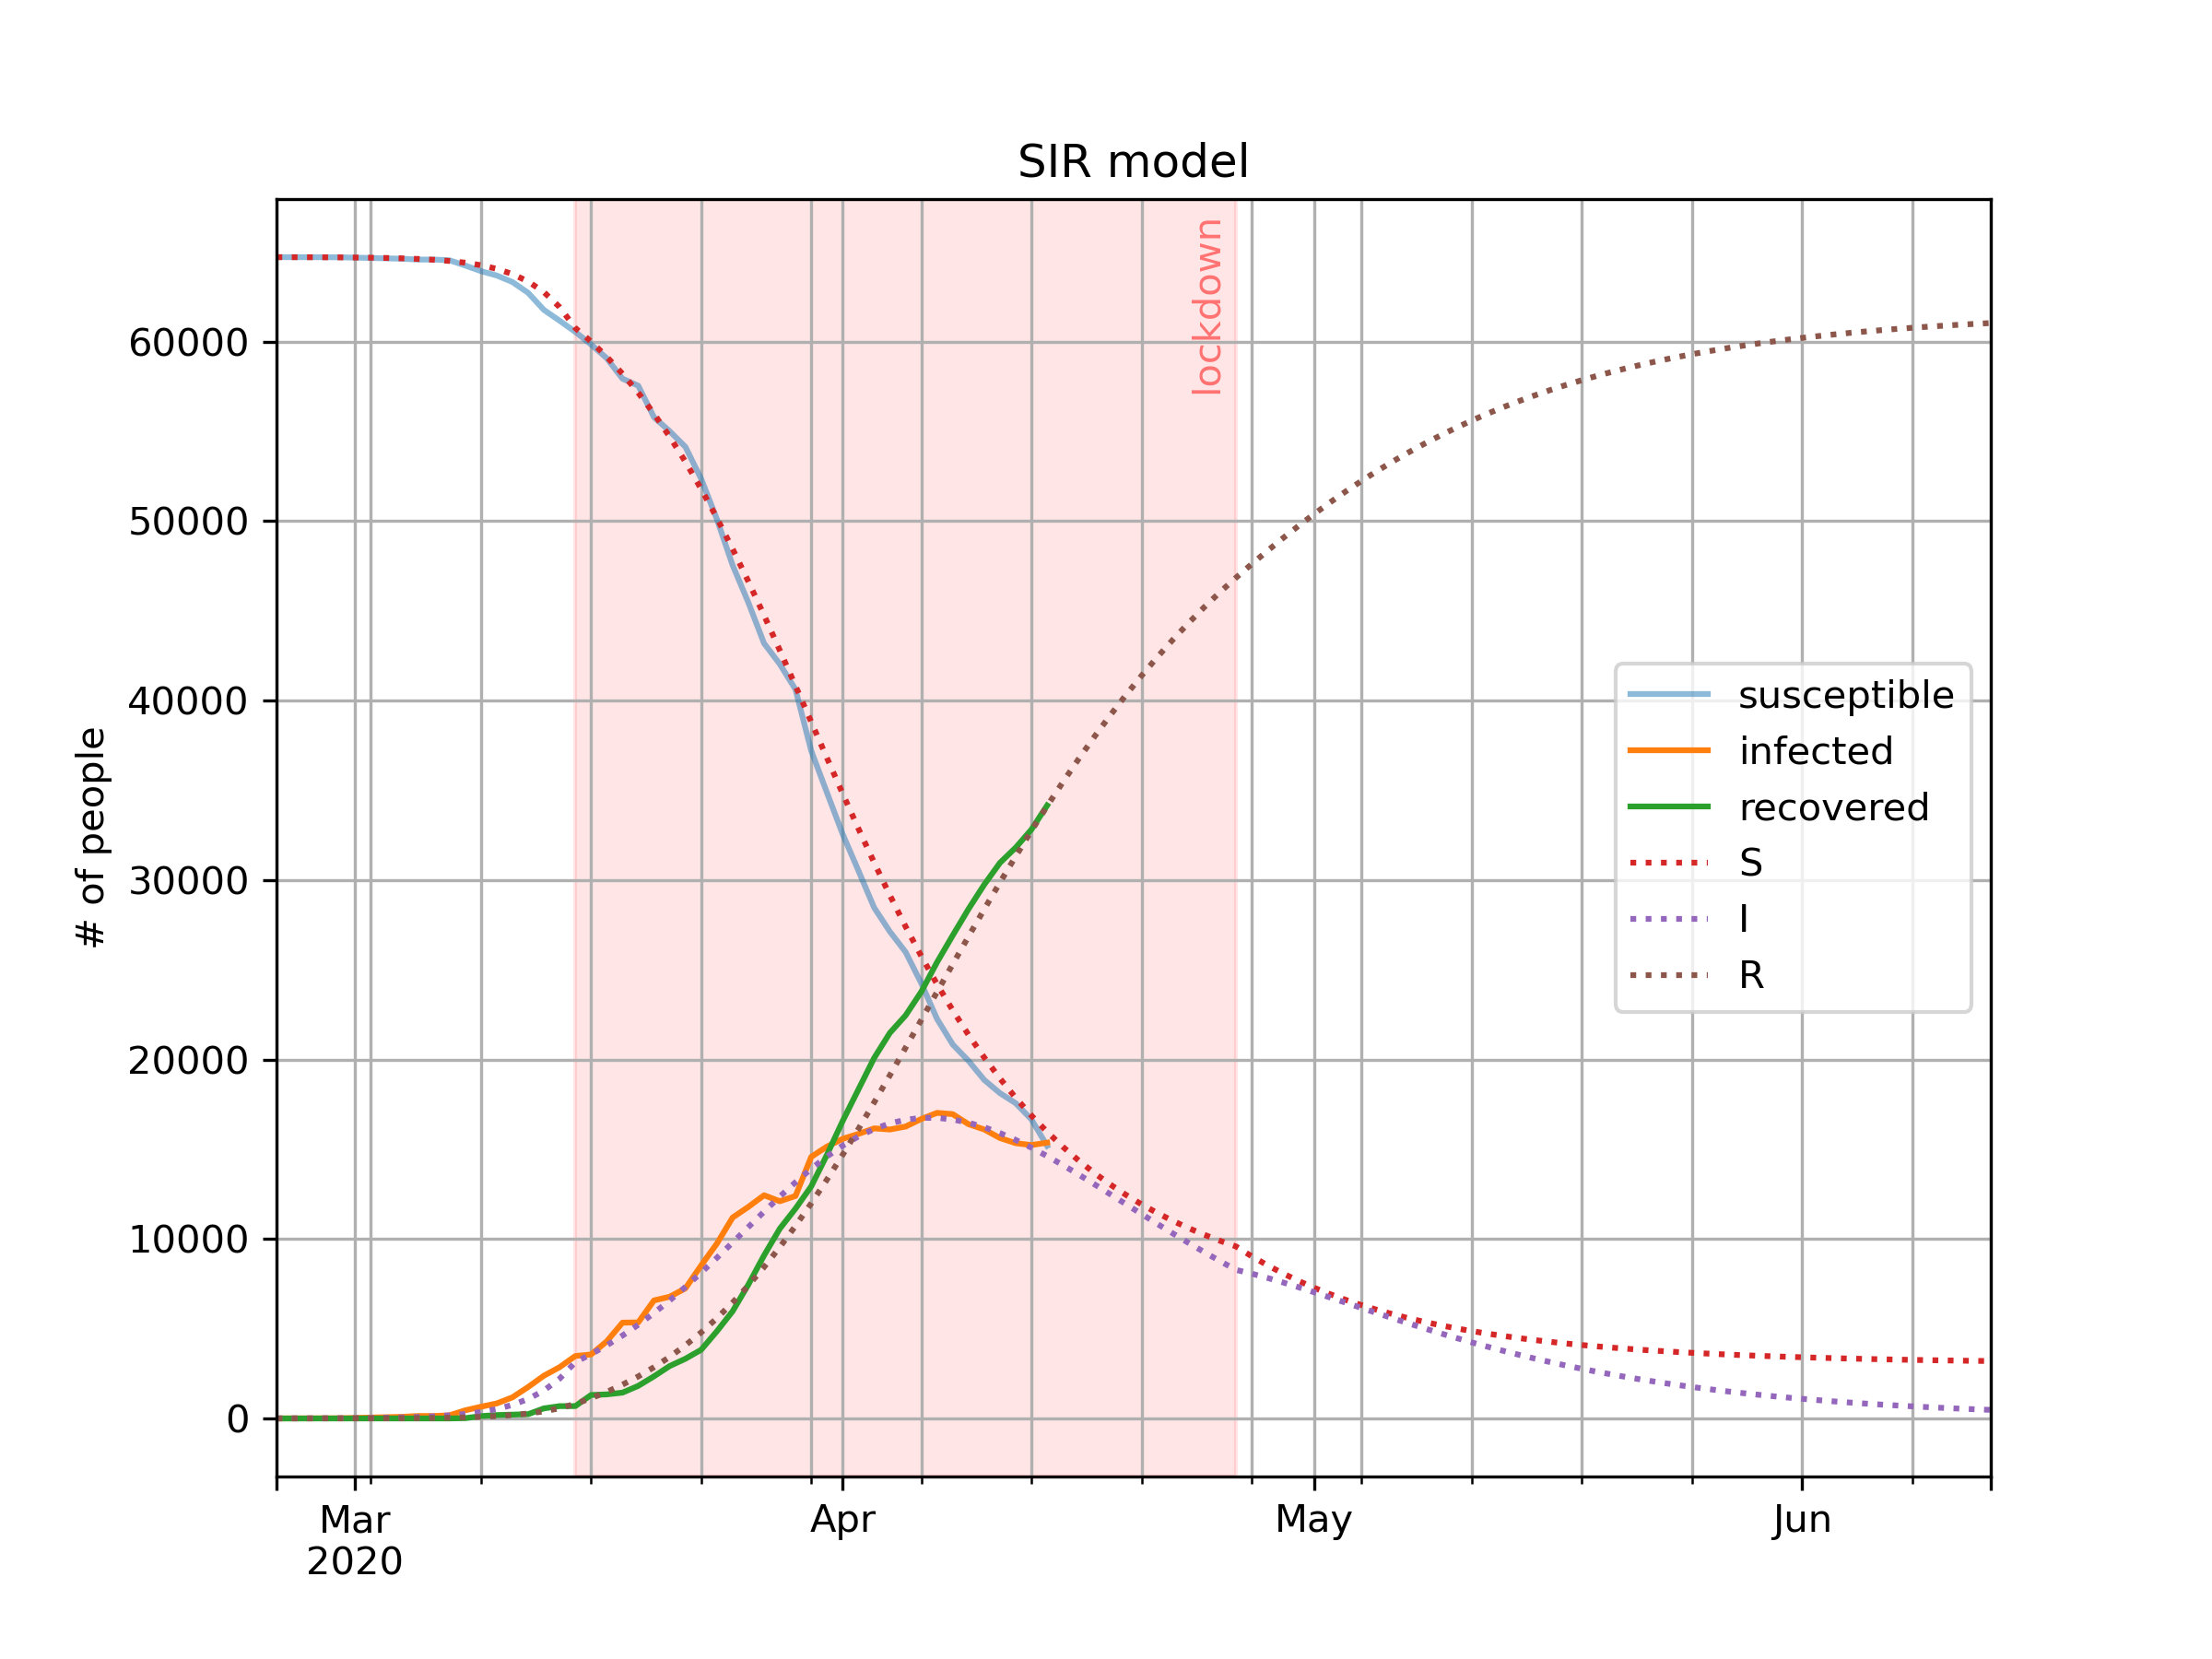 SIR model
lockdown
# of people
60000
50000
40000
30000
20000
10000
0
susceptible
infected
recovered
S
I
R
Mar
2020
Apr
May
Jun